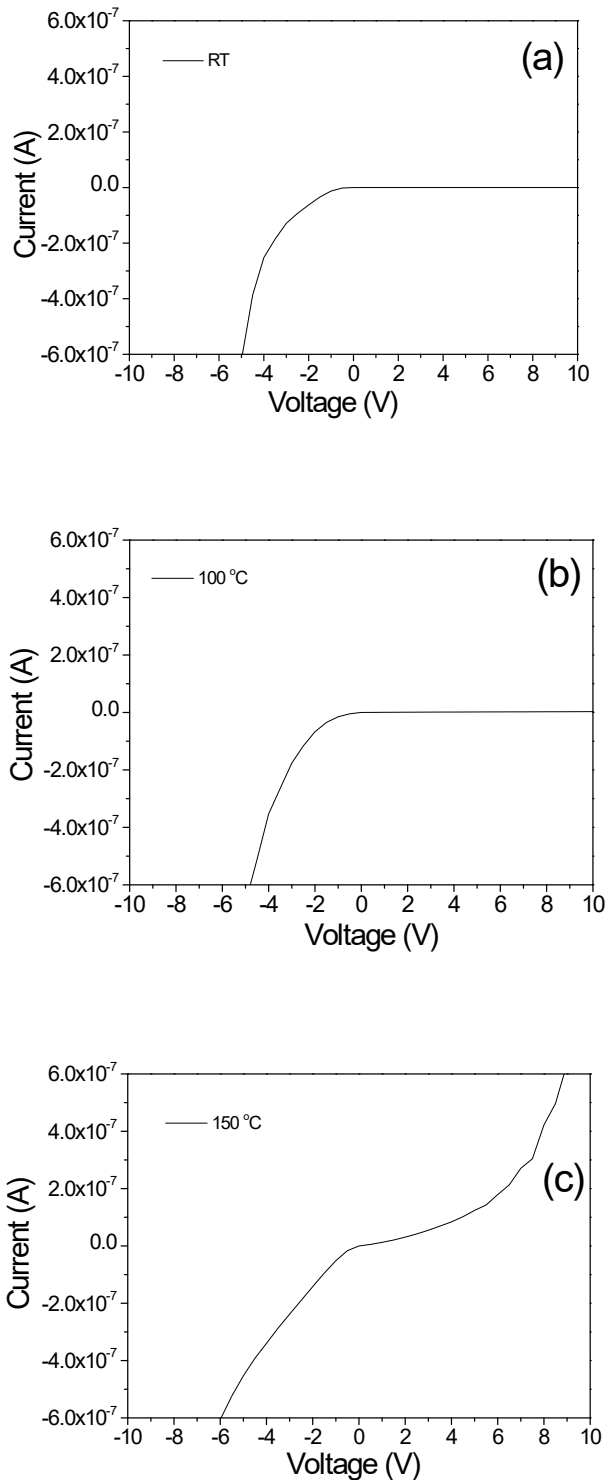 6.0x10⁻⁷
(a)
RT
4.0x10⁻⁷
2.0x10⁻⁷
0.0
-2.0x10⁻⁷
-4.0x10⁻⁷
-6.0x10⁻⁷
Current (A)
-10 -8 -6 -4 -2 0 2 4 6 8 10
Voltage (V)
6.0x10⁻⁷
(b)
100 °C
4.0x10⁻⁷
2.0x10⁻⁷
0.0
-2.0x10⁻⁷
-4.0x10⁻⁷
-6.0x10⁻⁷
Current (A)
-10 -8 -6 -4 -2 0 2 4 6 8 10
Voltage (V)
6.0x10⁻⁷
150 °C
4.0x10⁻⁷
(c)
2.0x10⁻⁷
0.0
-2.0x10⁻⁷
-4.0x10⁻⁷
-6.0x10⁻⁷
Current (A)
-10 -8 -6 -4 -2 0 2 4 6 8 10
Voltage (V)